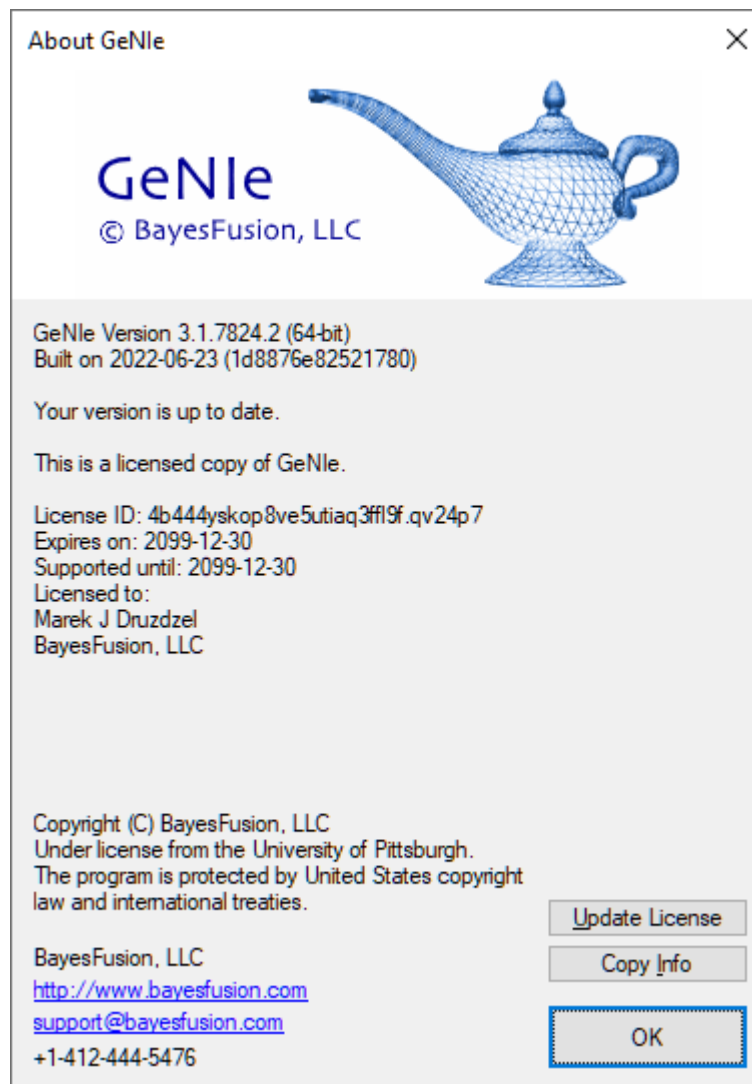 About GeNIe
GeNIe
© BayesFusion, LLC
GeNIe Version 3.1.7824.2 (64-bit)
Built on 2022-06-23 (1d8876e82521780)
Your version is up to date.
This is a licensed copy of GeNIe.
License ID: 4b444yskop8ve5utiaq3ffl9f.qv24p7
Expires on: 2099-12-30
Supported until: 2099-12-30
Licensed to:
Marek J Druzdzel
BayesFusion, LLC
Copyright (C) BayesFusion, LLC
Under license from the University of Pittsburgh.
The program is protected by United States copyright
law and international treaties.
Update License
BayesFusion, LLC
Copy Info
http://www.bayesfusion.com
support@bayesfusion.com
OK
+1-412-444-5476